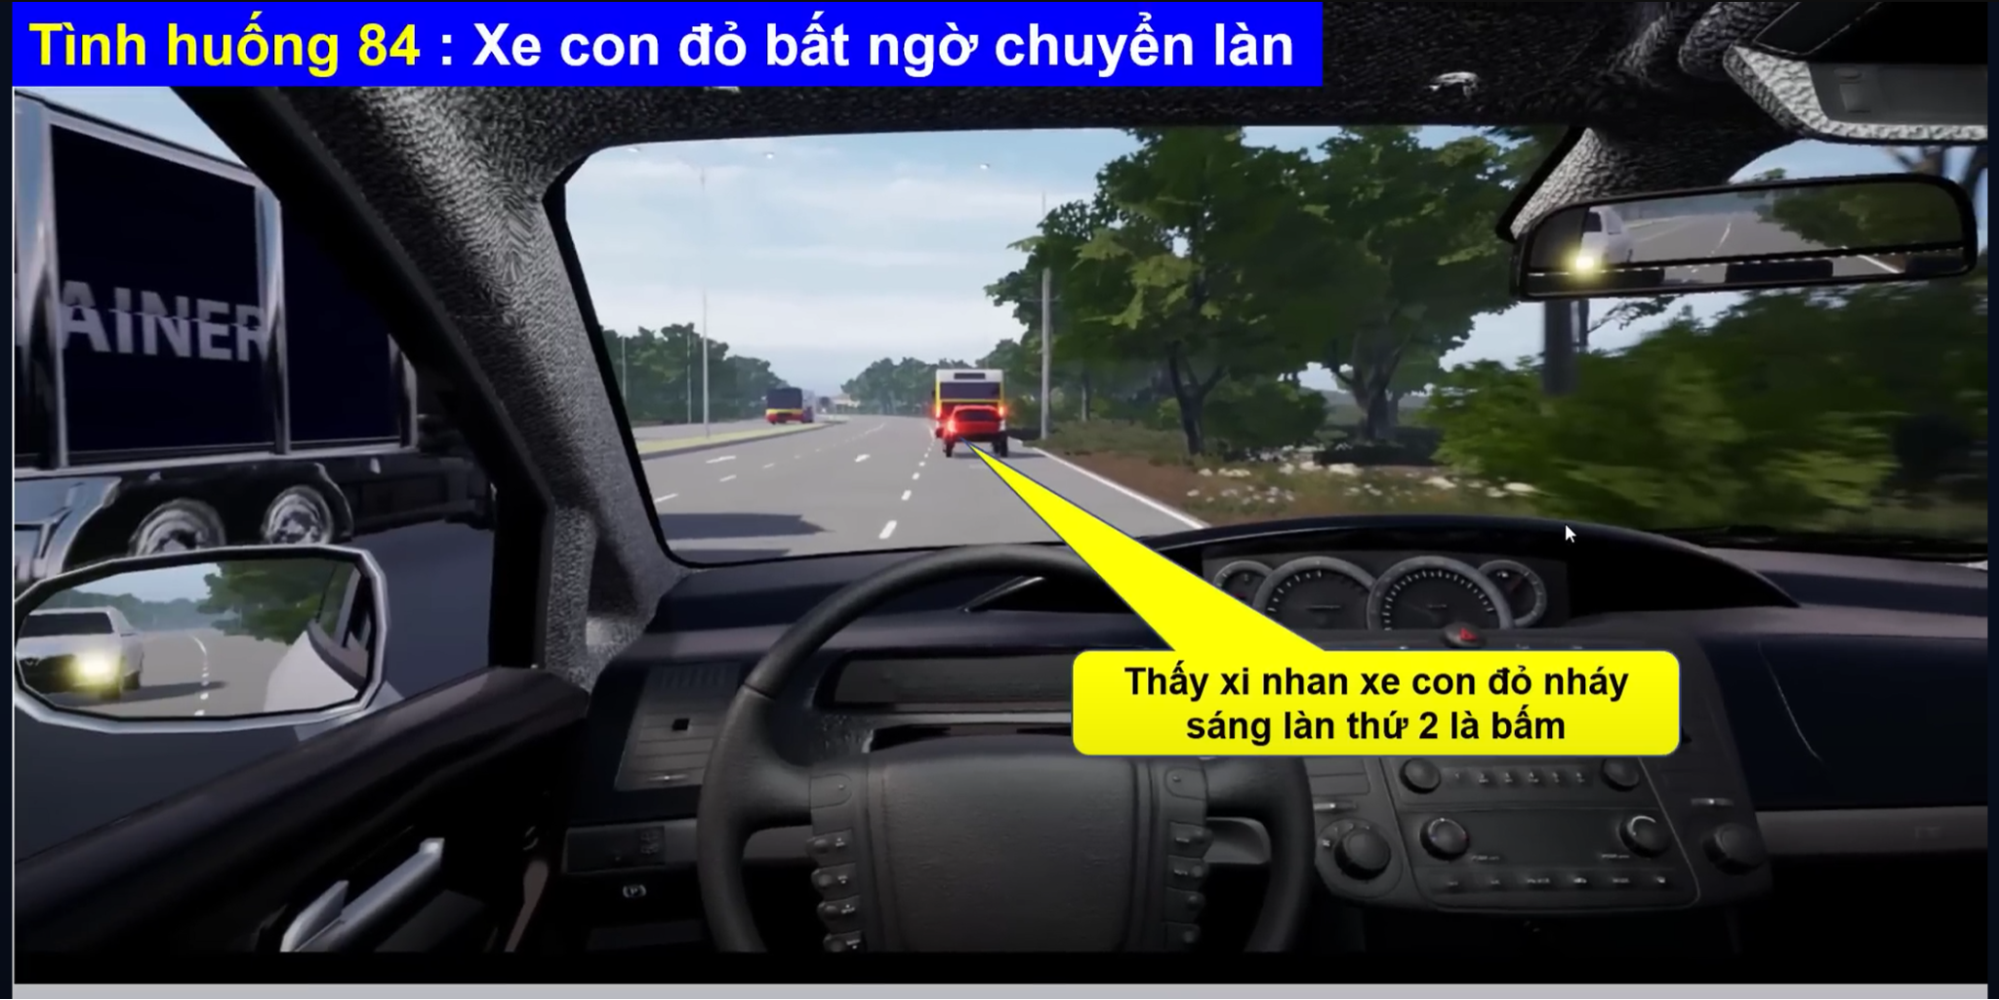 Tình huống 84 : Xe con đỏ bất ngờ chuyển làn
AINER
Thấy xi nhan xe con đỏ nháy
sáng làn thứ 2 là bấm